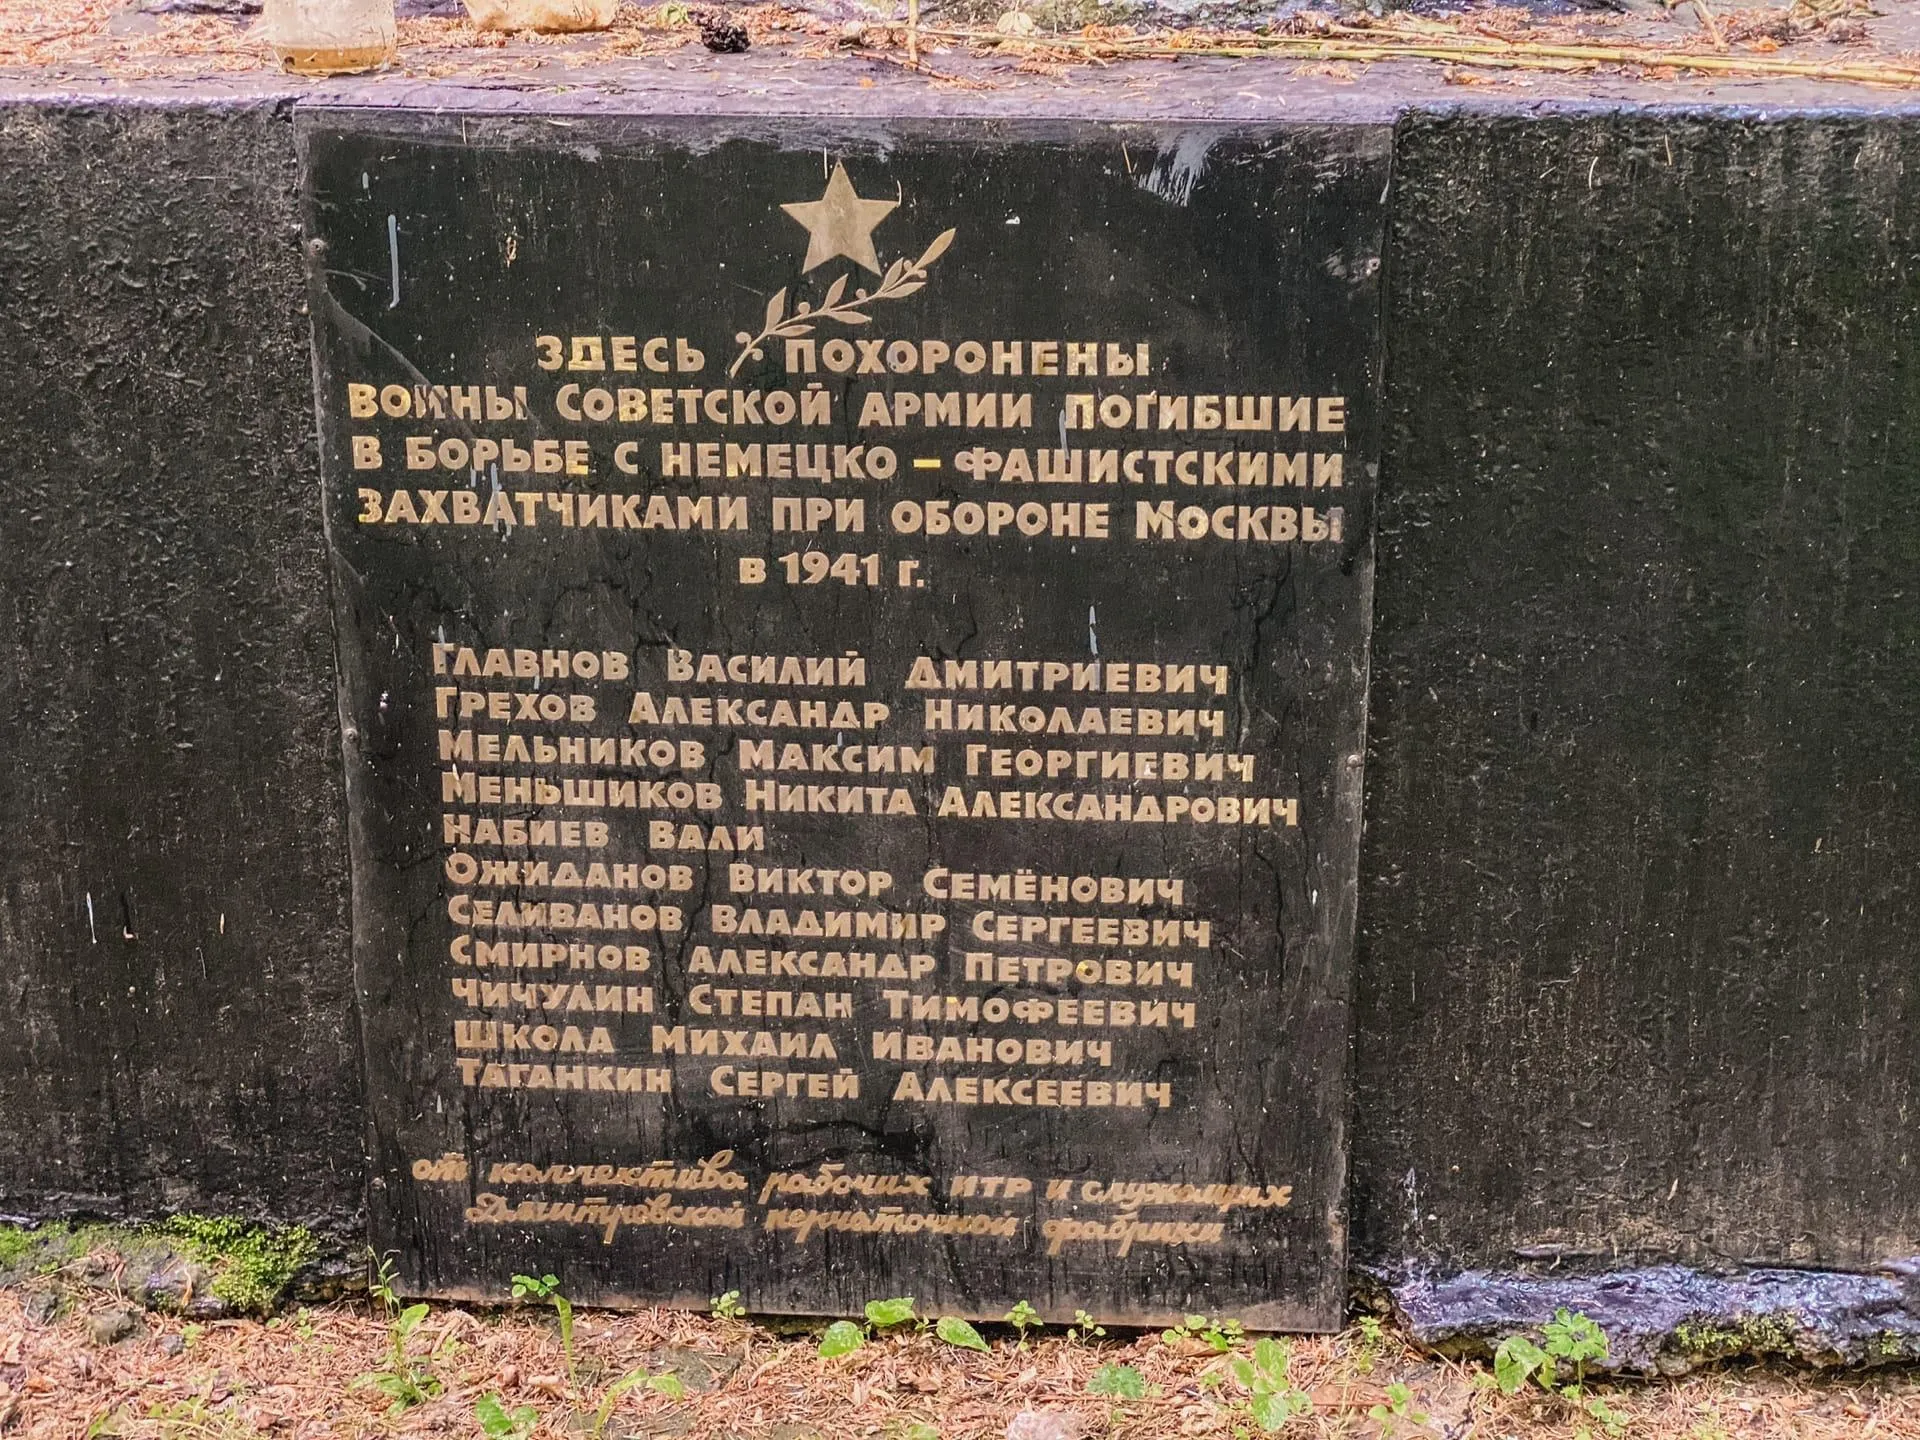 ЗДЕСЬ ПОХОРОНЕНЫ
ВОИНЫ СОВЕТСКОЙ АРМИИ ПОГИБШИЕ
В БОРЬБЕ С НЕМЕЦКО – ФАШИСТСКИМИ
ЗАХВАТЧИКАМИ ПРИ ОБОРОНЕ МОСКВЫ
в 1941 г.
ГЛАВНОВ ВАСИЛИЙ ДМИТРИЕВИЧ
ГРЕХОВ АЛЕКСАНДР НИКОЛАЕВИЧ
МЕЛЬНИКОВ МАКСИМ ГЕОРГИЕВИЧ
МЕНЬШИКОВ НИКИТА АЛЕКСАНДРОВИЧ
НАБИЕВ ВАЛИ
ОЖИДАНОВ ВИКТОР СЕМЁНОВИЧ
СЕЛИВАНОВ ВЛАДИМИР СЕРГЕЕВИЧ
СМИРНОВ АЛЕКСАНДР ПЕТРОВИЧ
ЧИЧУЛИН СТЕПАН ТИМОФЕЕВИЧ
ШКОЛА МИХАИЛ ИВАНОВИЧ
ТАГАНКИН СЕРГЕЙ АЛЕКСЕЕВИЧ
от коллектива рабочих ИТР и служащих
Дмитровской перчаточной фабрики